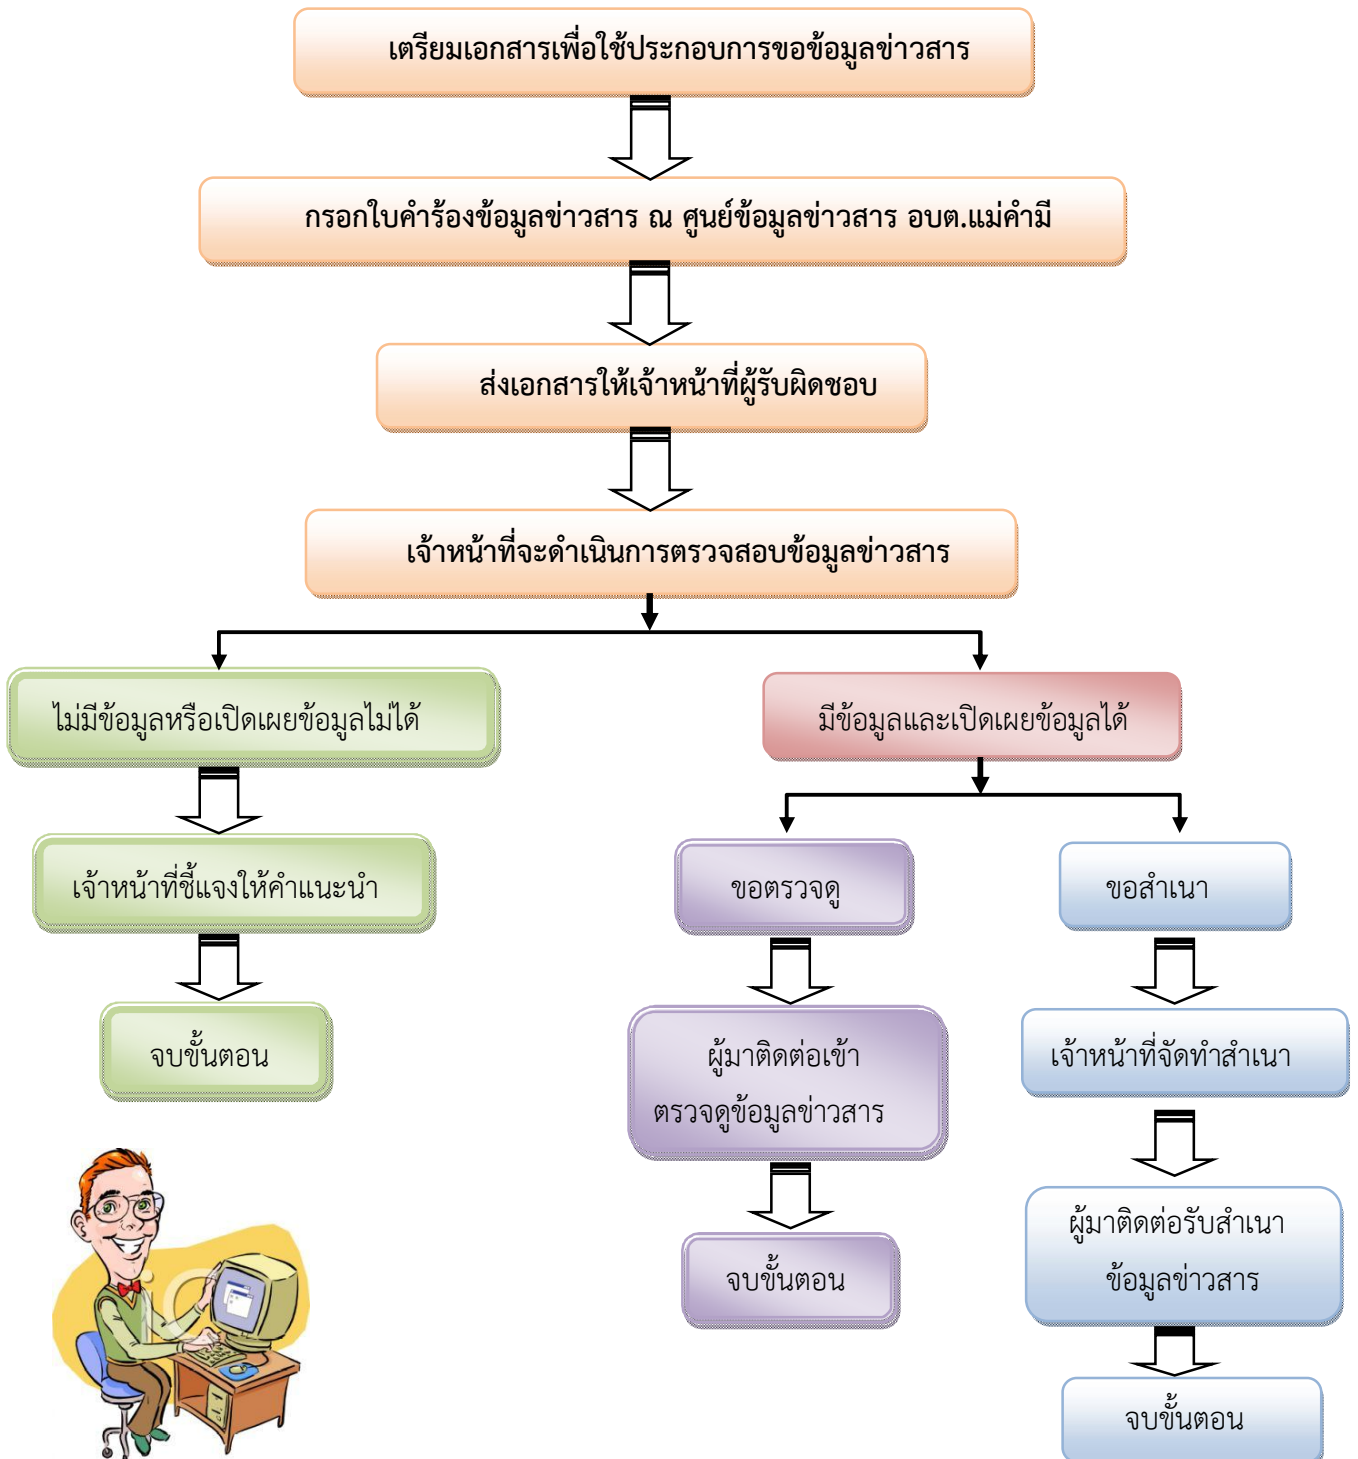 เตรียมเอกสารเพื่อใช้ประกอบการขอข้อมูลข่าวสาร
กรอกใบคำร้องข้อมูลข่าวสาร ณ ศูนย์ข้อมูลข่าวสาร อบต.แม่คำมี
ส่งเอกสารให้เจ้าหน้าที่ผู้รับผิดชอบ
เจ้าหน้าที่จะดำเนินการตรวจสอบข้อมูลข่าวสาร
ไม่มีข้อมูลหรือเปิดเผยข้อมูลไม่ได้
เจ้าหน้าที่ชี้แจงให้คำแนะนำ
จบขั้นตอน
มีข้อมูลและเปิดเผยข้อมูลได้
ขอตรวจดู
ผู้มาติดต่อเข้า
ตรวจดูข้อมูลข่าวสาร
จบขั้นตอน
ขอสำเนา
เจ้าหน้าที่จัดทำสำเนา
ผู้มาติดต่อรับสำเนา
ข้อมูลข่าวสาร
จบขั้นตอน